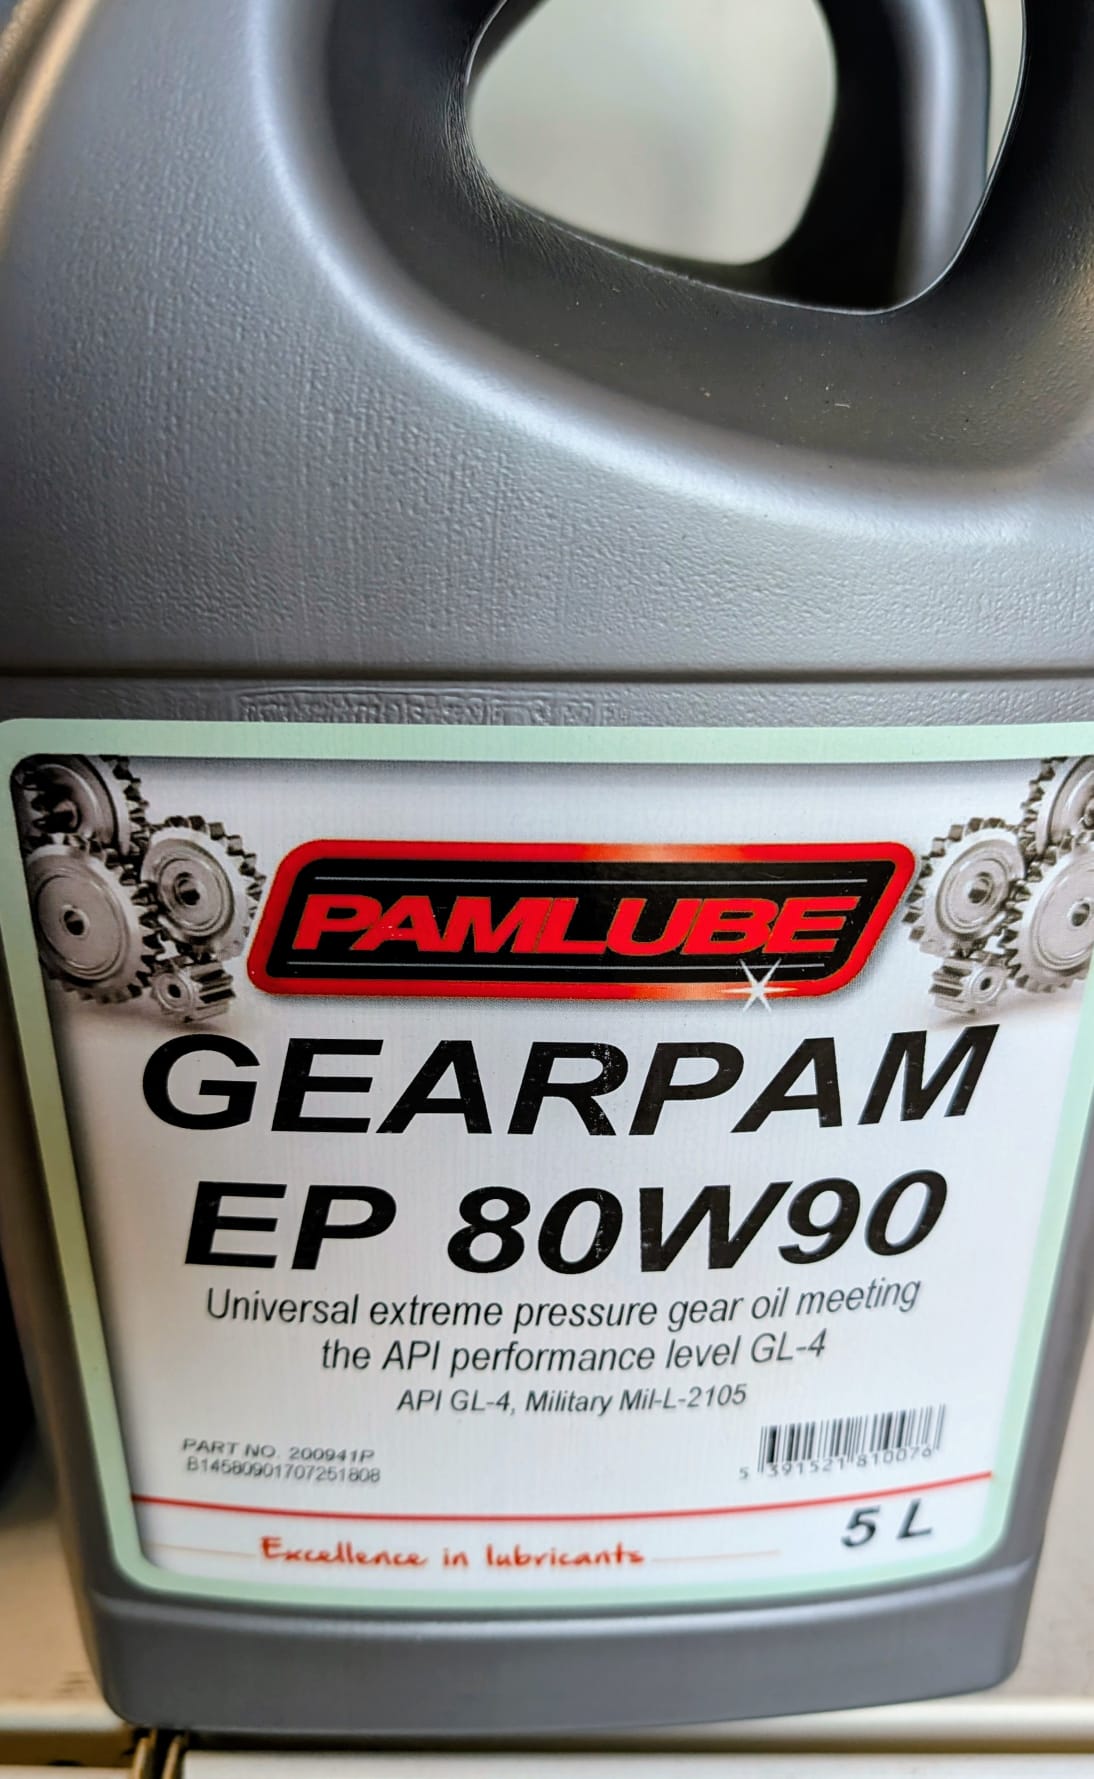 PAMLUBE
GEARPAM
EP 80W90
Universal extreme pressure gear oil meeting
the API performance level GL-4
API GL-4, Military Mil-L-2105
PART NO. 200941P
B14580901707251808
5 391521 810076
5 L
Excellence in lubricants